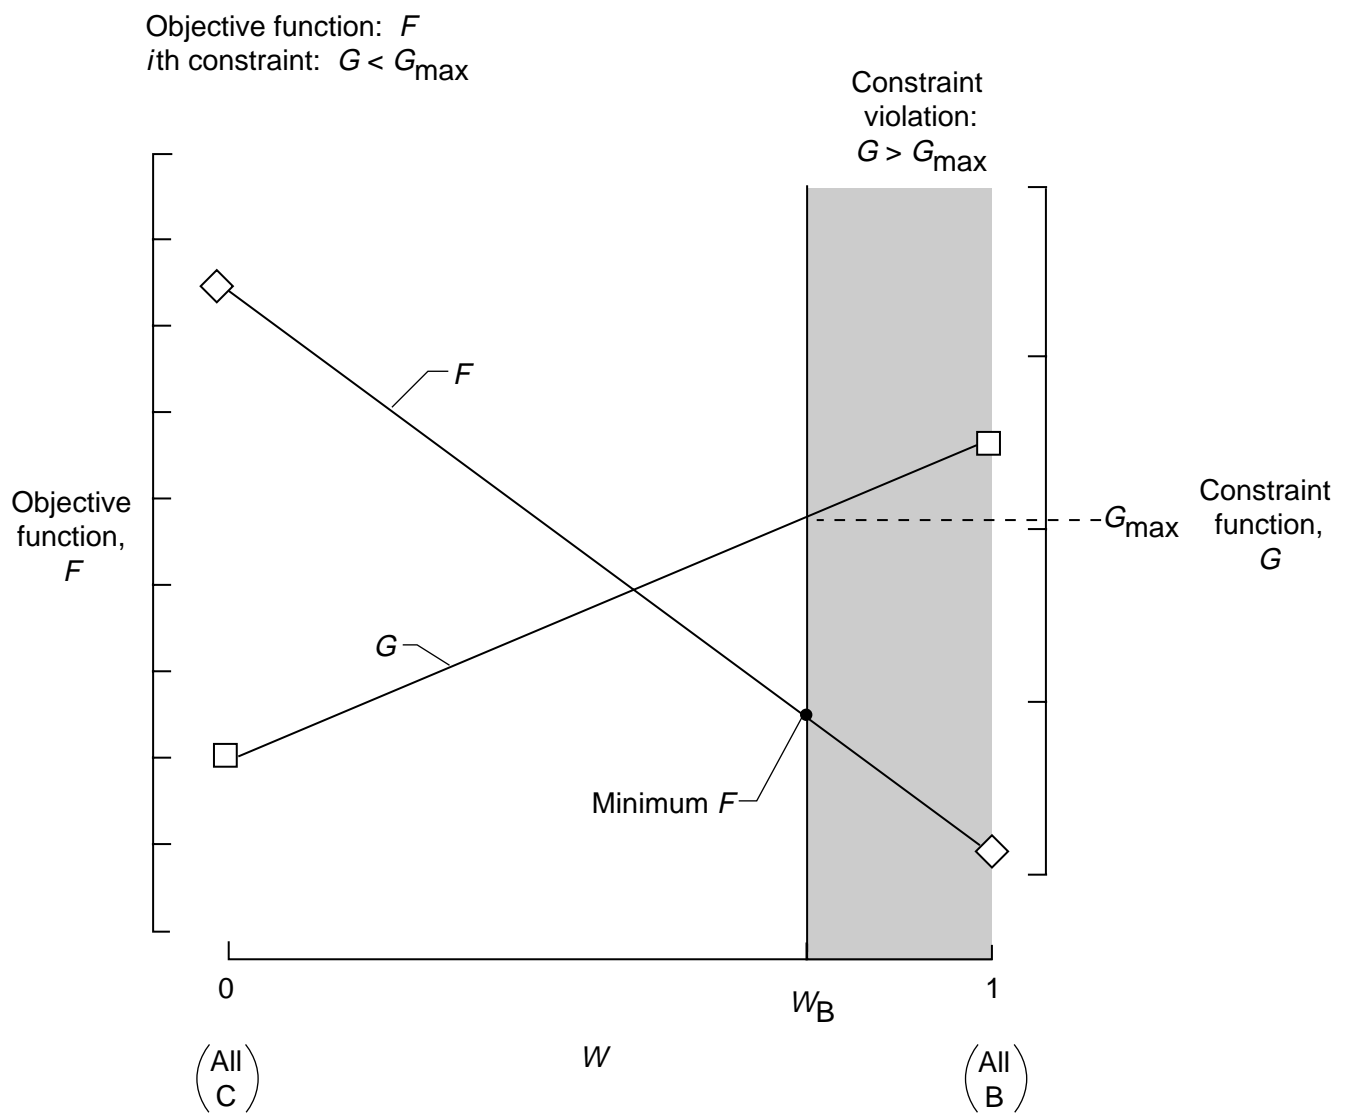 Objective function: F
ith constraint: G < Gmax
Constraint
violation:
G > Gmax
F
Objective
function,
F
Gmax
Constraint
function,
G
G
Minimum F
0
WB
1
(All
C)
W
(All
B)